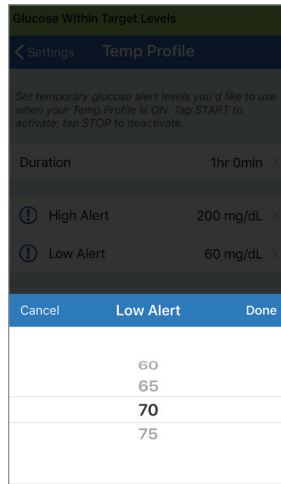 Glucose Within Target Levels
Settings Temp Profile
Set temporary glucose alert levels you'd like to use
when your Temp Profile is ON. Tap START to
activate; tap STOP to deactivate.
Duration 1hr 0min
High Alert 200 mg/dL
Low Alert 60 mg/dL
Cancel Low Alert Done
60
65
70
75